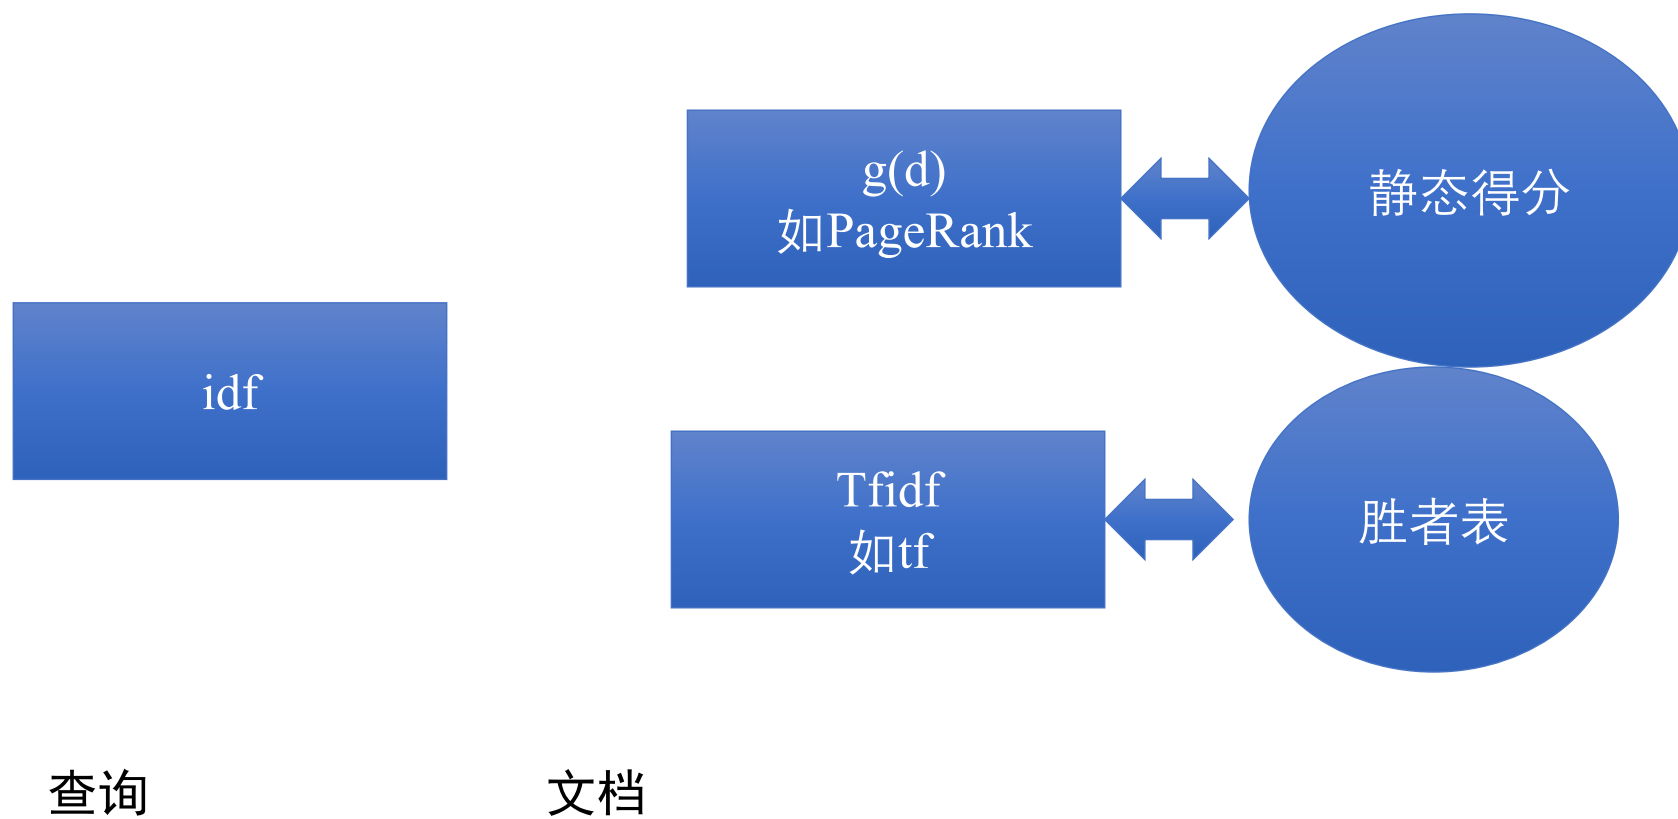 g(d)
如PageRank
静态得分
idf
Tfidf
如tf
胜者表
查询
文档